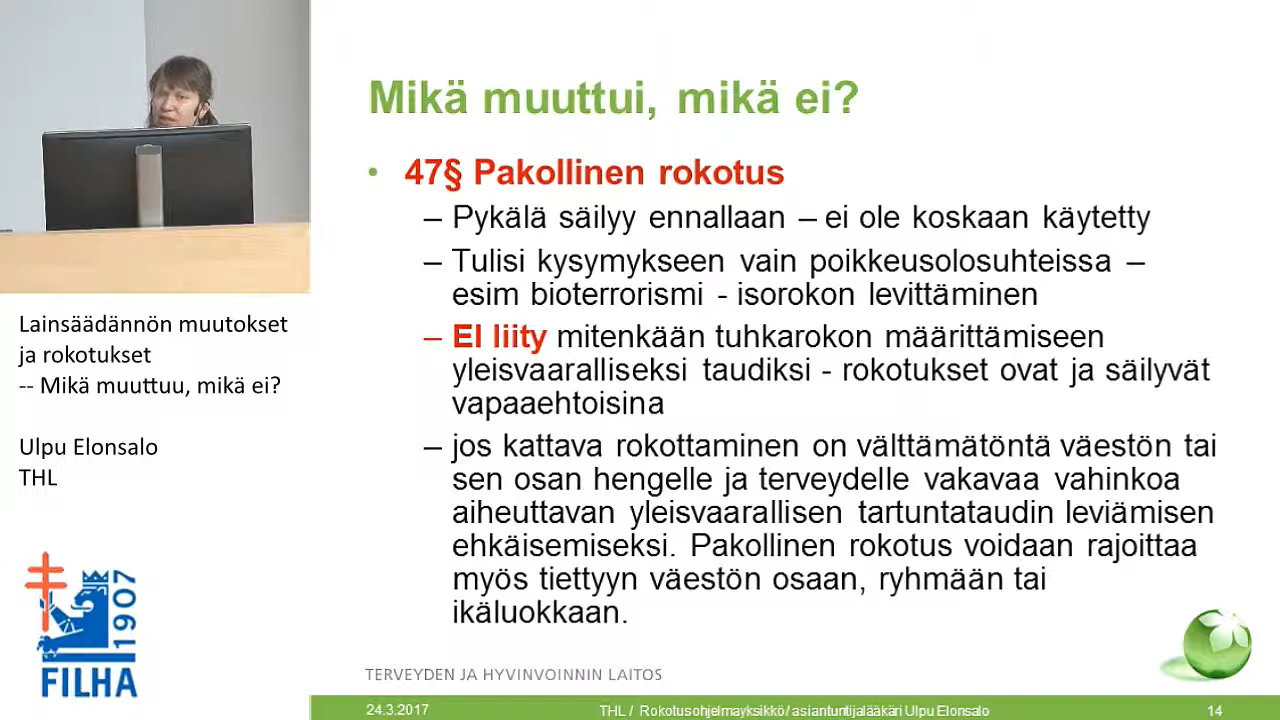 Mikä muuttui, mikä ei?
• 47§ Pakollinen rokotus
– Pykälä säilyy ennallaan – ei ole koskaan käytetty
– Tulisi kysymykseen vain poikkeusolosuhteissa –
esim bioterrorismi - isorokon levittäminen
– EI liity mitenkään tuhkarokon määrittämiseen
yleisvaaralliseksi taudiksi - rokotukset ovat ja säilyvät
vapaaehtoisina
– jos kattava rokottaminen on välttämätöntä väestön tai
sen osan hengelle ja terveydelle vakavaa vahinkoa
aiheuttavan yleisvaarallisen tartuntataudin leviämisen
ehkäisemiseksi. Pakollinen rokotus voidaan rajoittaa
myös tiettyyn väestön osaan, ryhmään tai
ikäluokkaan.
Lainsäädännön muutokset
ja rokotukset
-- Mikä muuttuu, mikä ei?
Ulpu Elonsalo
THL
1907
FILHA
TERVEYDEN JA HYVINVOINNIN LAITOS
24.3.2017
THL / Rokotusohjelmayksikkö/ asiantuntijalääkäri Ulpu Elonsalo
14